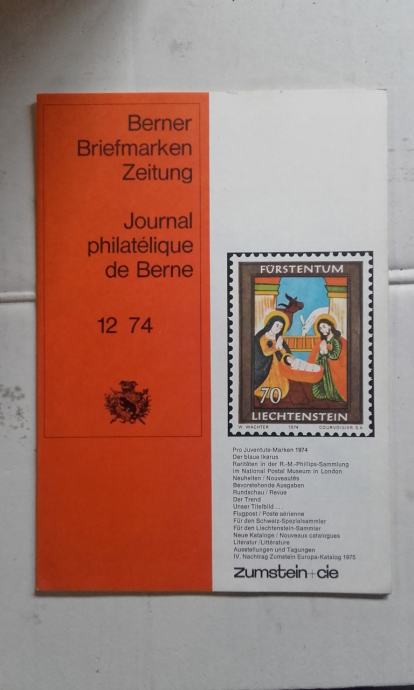 Berner
Briefmarken
Zeitung
Journal
philatélique
de Berne
12 74
FÜRSTENTUM
70
LIECHTENSTEIN
W. WACHTER 1974 COURVOISIER S.A.
Pro Juventute-Marken 1974
Der blaue Ikarus
Raritäten in der R.-M.-Phillips-Sammlung
im National Postal Museum in London
Neuheiten / Nouveautés
Bevorstehende Ausgaben
Rundschau / Revue
Der Trend
Unser Titelbild ...
Flugpost / Poste aérienne
Für den Schweiz-Spezialsammler
Für den Liechtenstein-Sammler
Neue Kataloge / Nouveaux catalogues
Literatur / Littérature
Ausstellungen und Tagungen
IV. Nachtrag Zumstein Europa-Katalog 1975
zumstein+cie